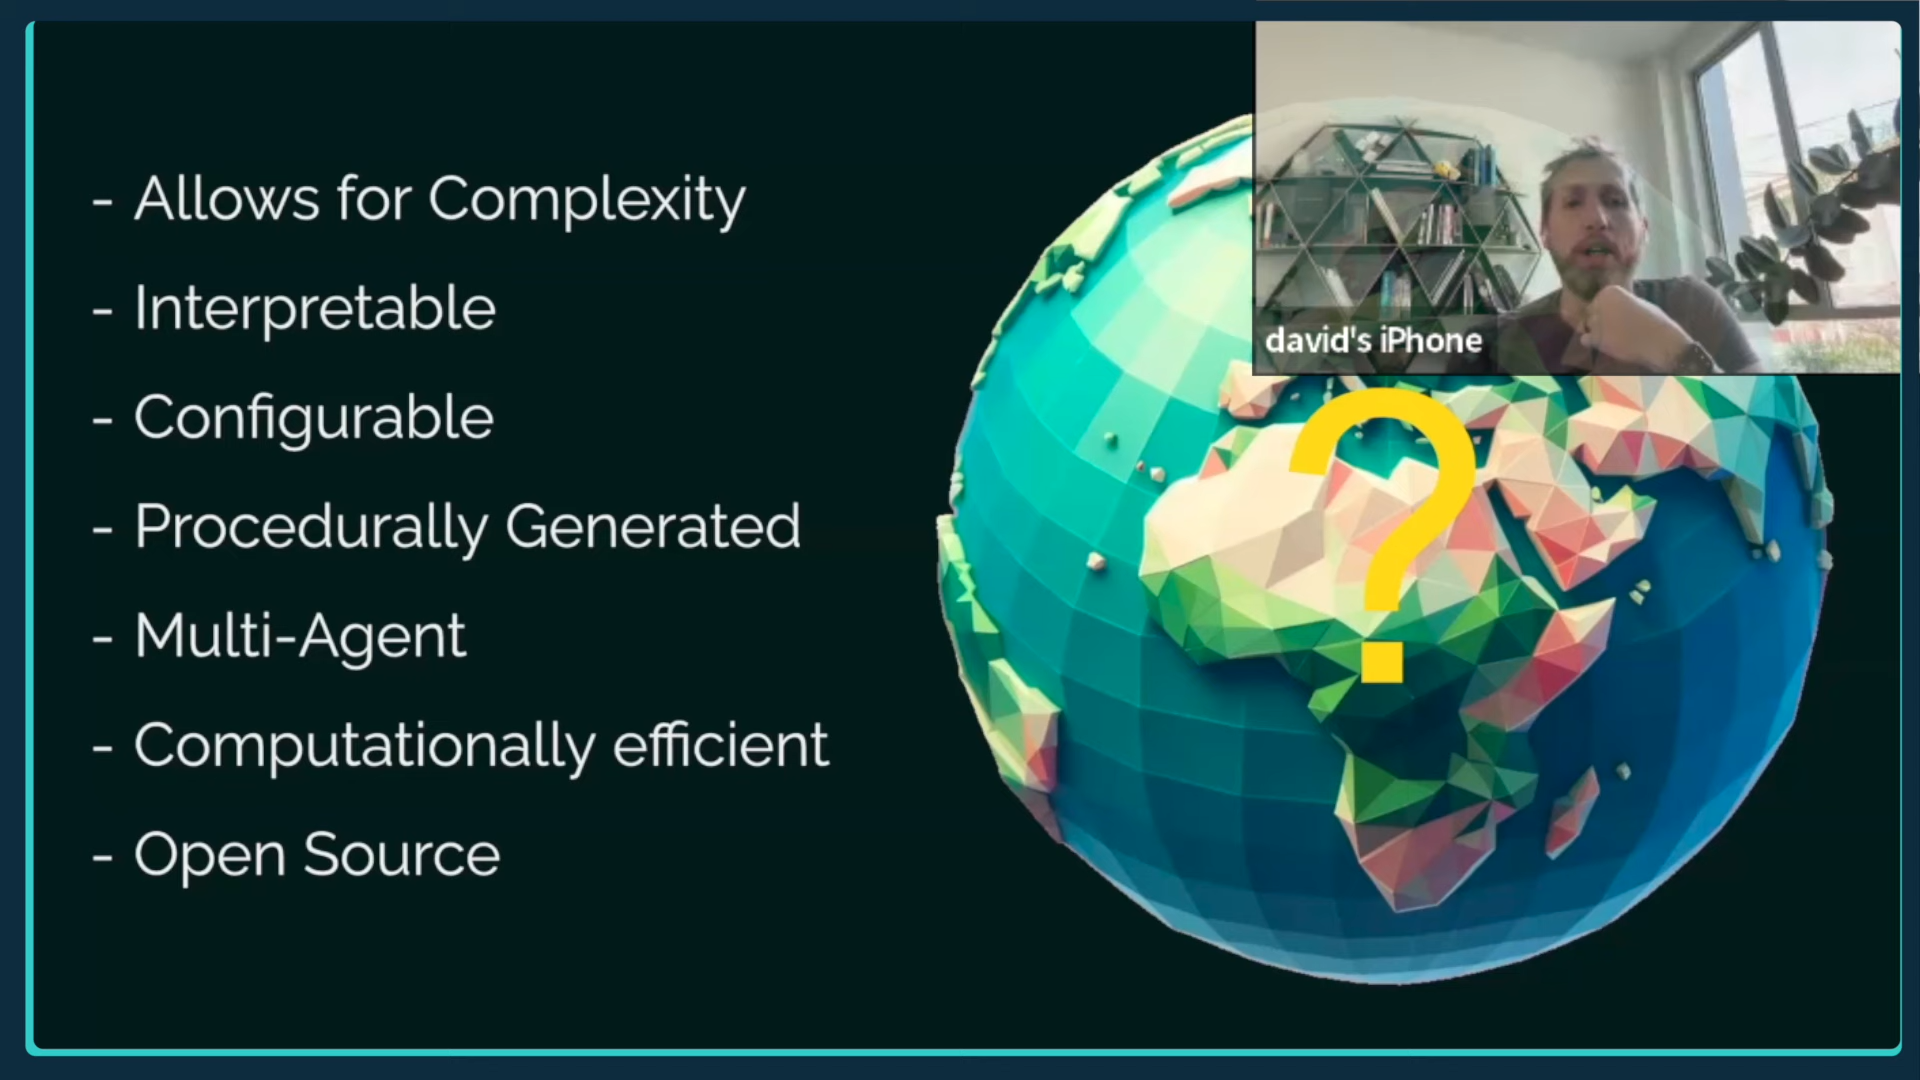 - Allows for Complexity
- Interpretable
- Configurable
- Procedurally Generated
- Multi-Agent
- Computationally efficient
- Open Source
david's iPhone
?